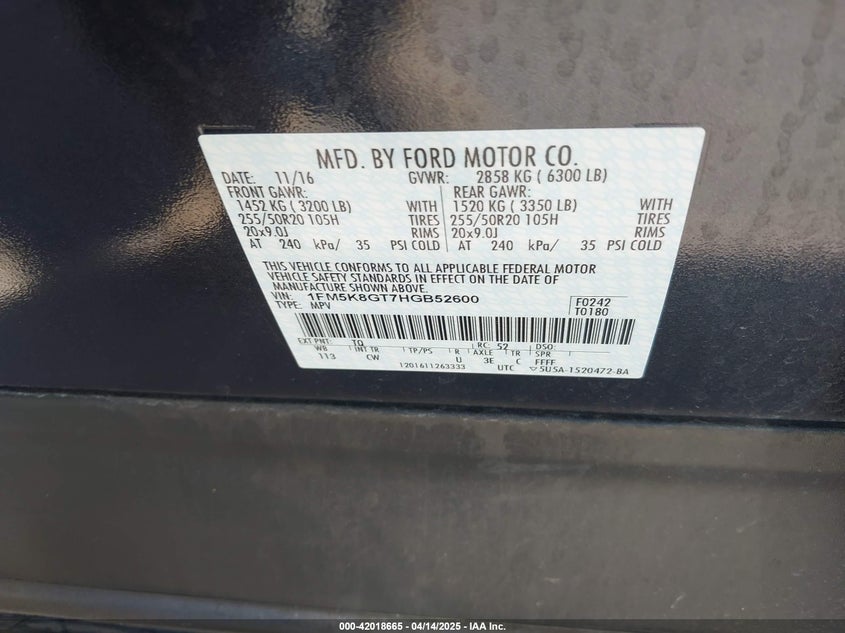 MFD. BY FORD MOTOR CO.
DATE: 11/16 GVWR: 2858 KG ( 6300 LB)
FRONT GAWR: REAR GAWR:
1452 KG ( 3200 LB) WITH 1520 KG ( 3350 LB) WITH
255/50R20 105H TIRES 255/50R20 105H TIRES
20x9.0J RIMS 20x9.0J RIMS
AT 240 kPa/ 35 PSI COLD AT 240 kPa/ 35 PSI COLD
THIS VEHICLE CONFORMS TO ALL APPLICABLE FEDERAL MOTOR
VEHICLE SAFETY STANDARDS IN EFFECT ON THE DATE OF
MANUFACTURE SHOWN ABOVE.
VIN: 1FM5K8GT7HGB52600 F0242
TYPE: MPV T0180
EXT PNT: TQ RC: 52 DSO:
WB INT TR TP/PS R AXLE TR SPR
113 CW U 3E C FFFF
1201611263333 UTC ▽5U5A-1520472-BA
000-42018665 - 04/14/2025 - IAA Inc.